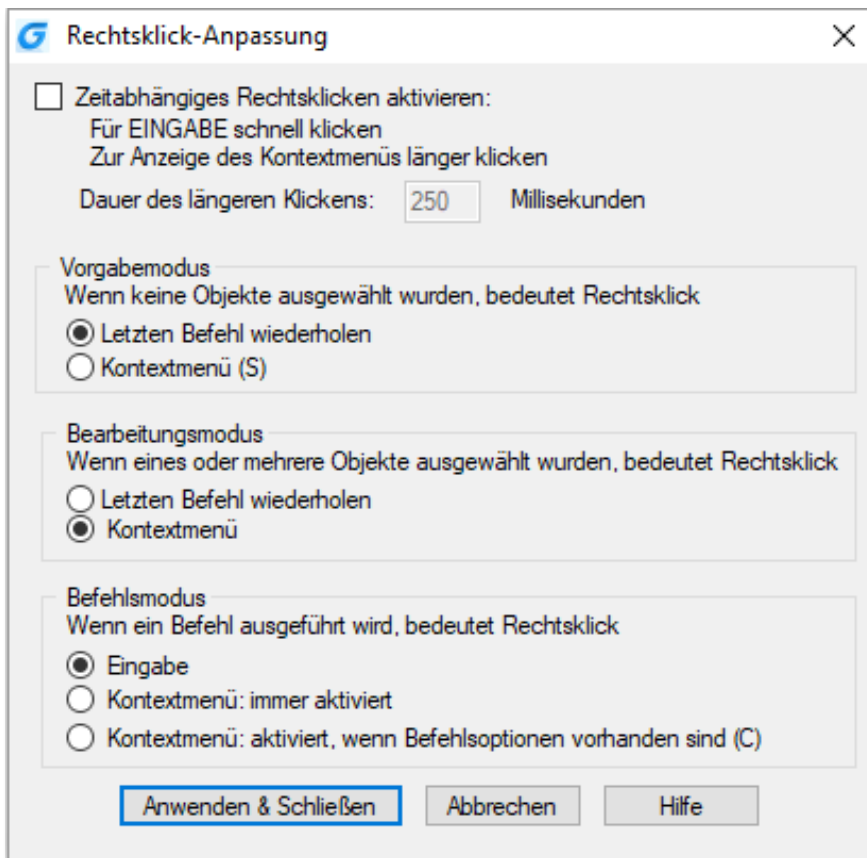 Rechtsklick-Anpassung
Zeitabhängiges Rechtsklicken aktivieren:
Für EINGABE schnell klicken
Zur Anzeige des Kontextmenüs länger klicken
Dauer des längeren Klickens: 250 Millisekunden
Vorgabemodus
Wenn keine Objekte ausgewählt wurden, bedeutet Rechtsklick
Letzten Befehl wiederholen
Kontextmenü (S)
Bearbeitungsmodus
Wenn eines oder mehrere Objekte ausgewählt wurden, bedeutet Rechtsklick
Letzten Befehl wiederholen
Kontextmenü
Befehlsmodus
Wenn ein Befehl ausgeführt wird, bedeutet Rechtsklick
Eingabe
Kontextmenü: immer aktiviert
Kontextmenü: aktiviert, wenn Befehlsoptionen vorhanden sind (C)
Anwenden & Schließen Abbrechen Hilfe